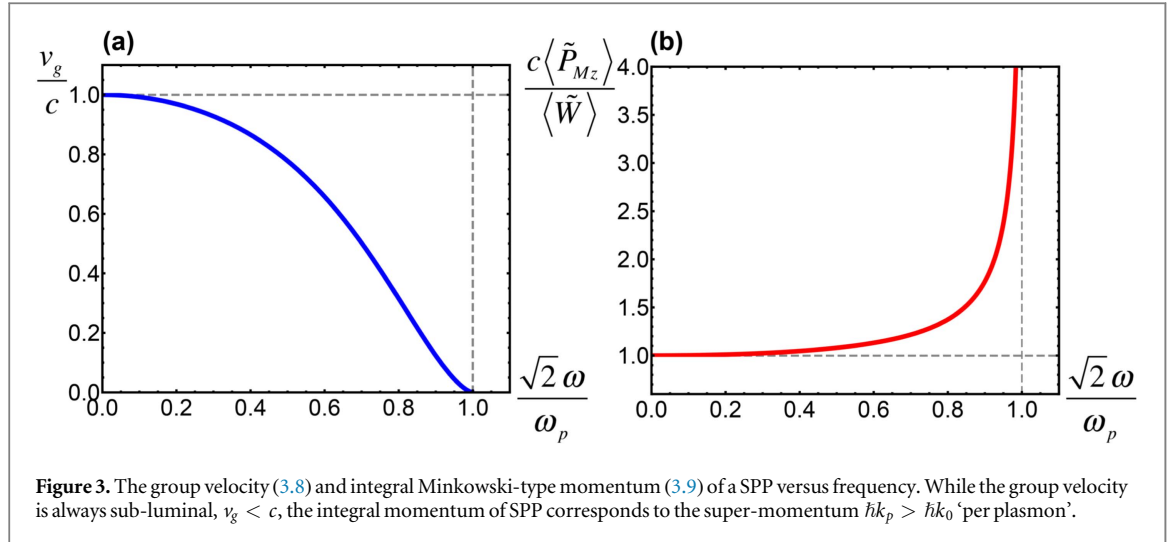 (a)
v_g / c
1.0
0.8
0.6
0.4
0.2
0.0
0.0 0.2 0.4 0.6 0.8 1.0
√2 ω / ω_p
(b)
c⟨P̃_Mz⟩ / ⟨W̃⟩
4.0
3.5
3.0
2.5
2.0
1.5
1.0
0.0 0.2 0.4 0.6 0.8 1.0
√2 ω / ω_p
Figure 3. The group velocity (3.8) and integral Minkowski-type momentum (3.9) of a SPP versus frequency. While the group velocity
is always sub-luminal, v_g < c, the integral momentum of SPP corresponds to the super-momentum ℏk_p > ℏk_0 ‘per plasmon’.